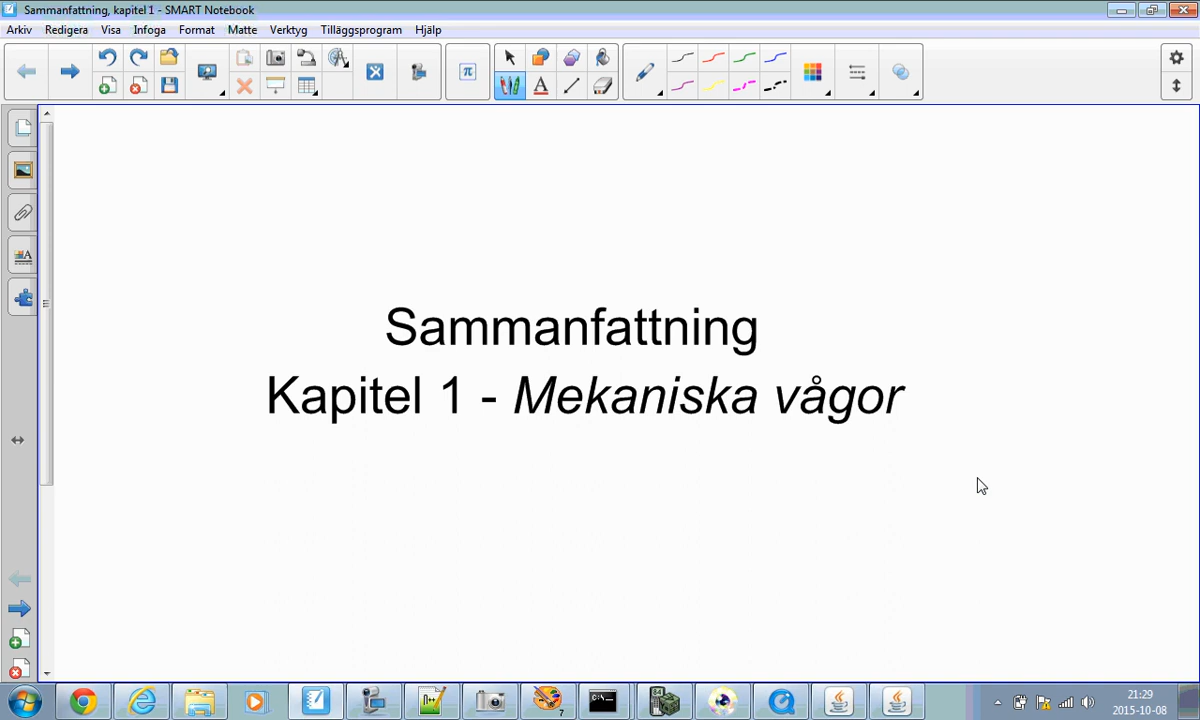 Sammanfattning, kapitel 1 - SMART Notebook
Arkiv Redigera Visa Infoga Format Matte Verktyg Tilläggsprogram Hjälp
Sammanfattning
Kapitel 1 - Mekaniska vågor
21:29
2015-10-08